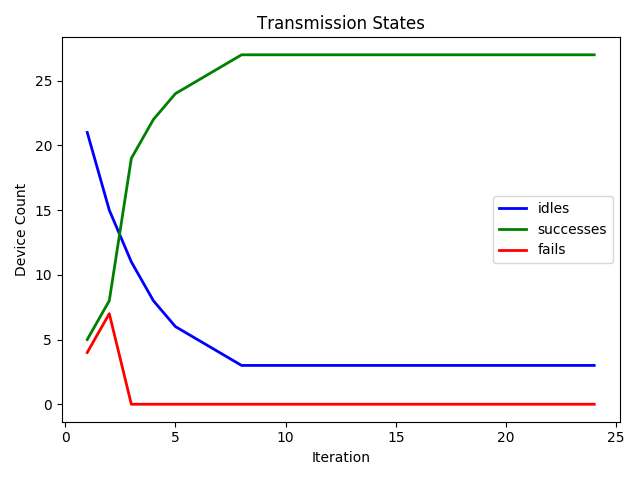 Transmission States
Device Count
25
20
15
10
5
0
idles
successes
fails
0 5 10 15 20 25
Iteration